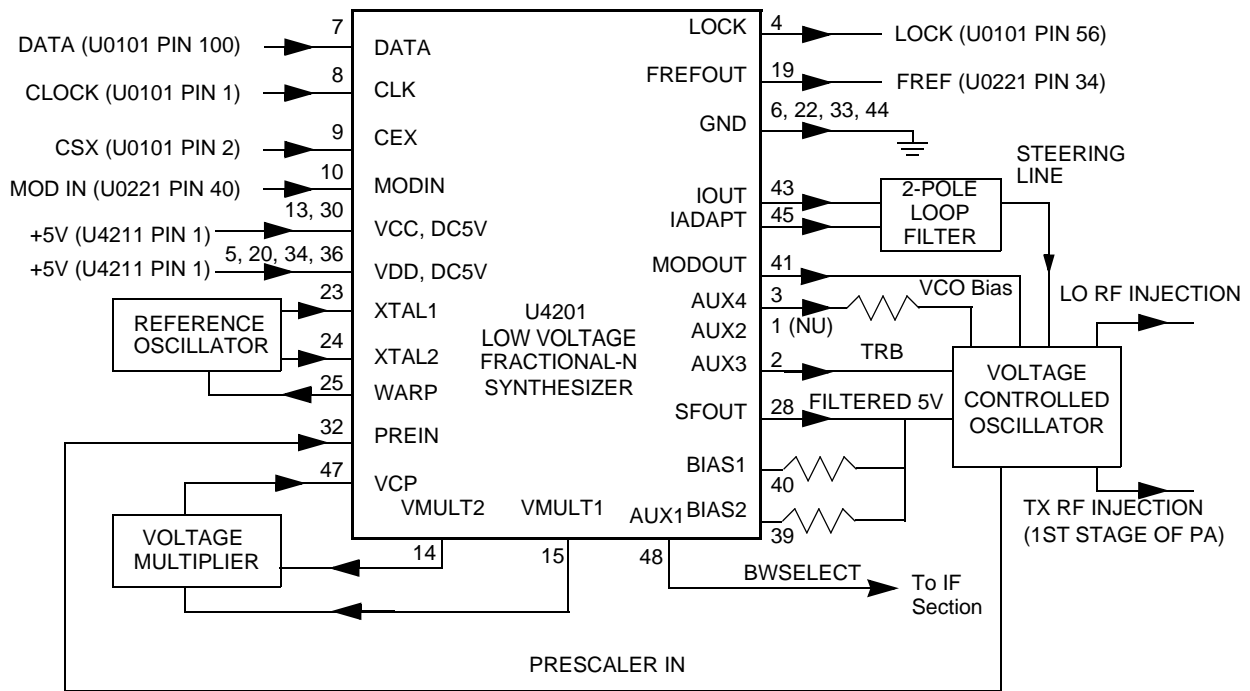 7
DATA (U0101 PIN 100)
DATA
8
CLOCK (U0101 PIN 1)
CLK
9
CSX (U0101 PIN 2)
CEX
10
MOD IN (U0221 PIN 40)
MODIN
13, 30
+5V (U4211 PIN 1)
VCC, DC5V
5, 20, 34, 36
+5V (U4211 PIN 1)
VDD, DC5V
23
XTAL1
REFERENCE
OSCILLATOR
24
XTAL2
25
WARP
32
PREIN
47
VCP
VOLTAGE
MULTIPLIER
VMULT2
14
VMULT1
15
AUX1
48
BWSELECT
To IF
Section
U4201
LOW VOLTAGE
FRACTIONAL-N
SYNTHESIZER
LOCK
4
LOCK (U0101 PIN 56)
FREFOUT
19
FREF (U0221 PIN 34)
GND
6, 22, 33, 44
STEERING
LINE
IOUT
43
IADAPT
45
2-POLE
LOOP
FILTER
MODOUT
41
AUX4
3
VCO Bias
AUX2
1 (NU)
AUX3
2
TRB
SFOUT
28
FILTERED 5V
BIAS1
40
BIAS2
39
LO RF INJECTION
VOLTAGE
CONTROLLED
OSCILLATOR
TX RF INJECTION
(1ST STAGE OF PA)
PRESCALER IN